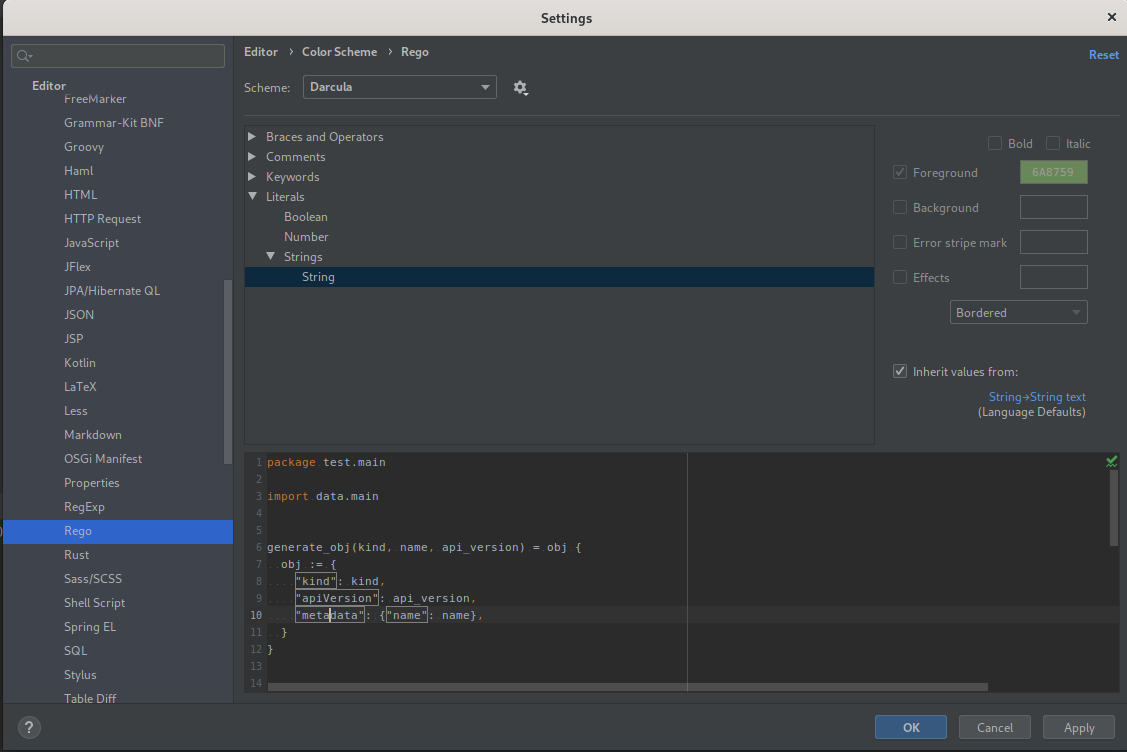 Settings
Editor
FreeMarker
Grammar-Kit BNF
Groovy
Haml
HTML
HTTP Request
JavaScript
JFlex
JPA/Hibernate QL
JSON
JSP
Kotlin
LaTeX
Less
Markdown
OSGi Manifest
Properties
RegExp
Rego
Rust
Sass/SCSS
Shell Script
Spring EL
SQL
Stylus
Table Diff
Editor › Color Scheme › Rego
Reset
Scheme: Darcula
Braces and Operators
Comments
Keywords
Literals
Boolean
Number
Strings
String
Bold Italic
Foreground 6A8759
Background
Error stripe mark
Effects
Bordered
Inherit values from:
String→String text
(Language Defaults)
1 package test.main
2
3 import data.main
4
5
6 generate_obj(kind, name, api_version) = obj {
7 obj := {
8 "kind": kind,
9 "apiVersion": api_version,
10 "metadata": {"name": name},
11 }
12 }
13
14
?
OK Cancel Apply